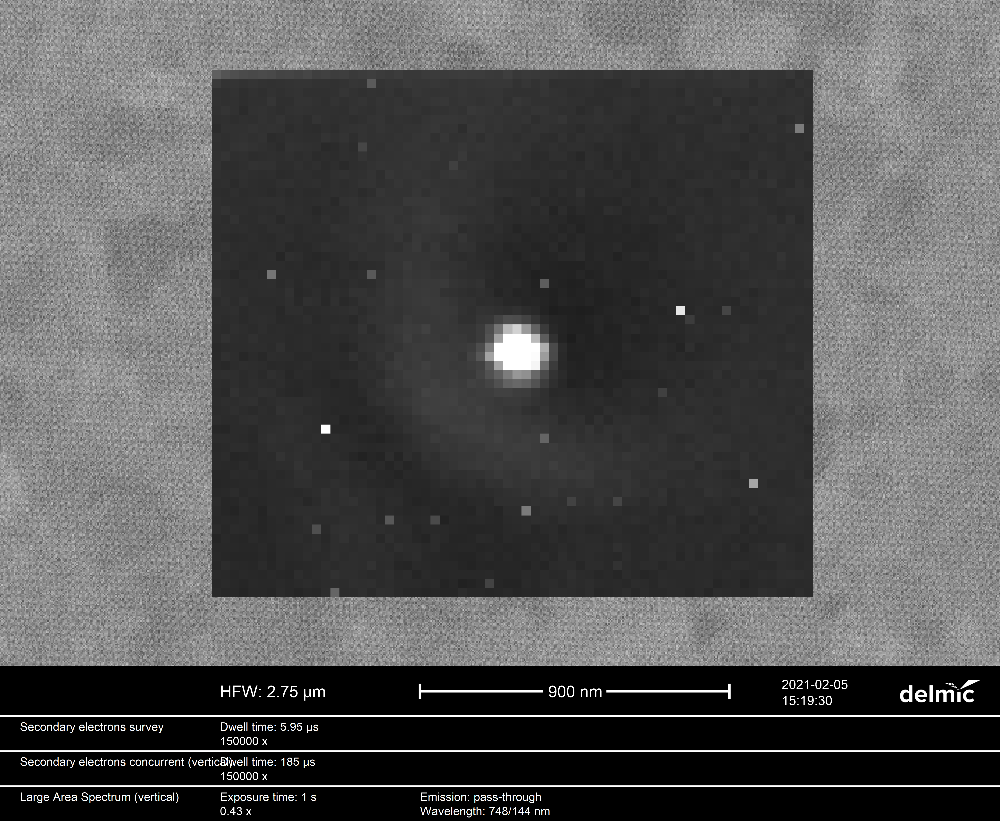 HFW: 2.75 µm
900 nm
2021-02-05
15:19:30
delmic
Secondary electrons survey
Dwell time: 5.95 µs
150000 x
Secondary electrons concurrent (vertical)
Dwell time: 185 µs
150000 x
Large Area Spectrum (vertical)
Exposure time: 1 s
0.43 x
Emission: pass-through
Wavelength: 748/144 nm